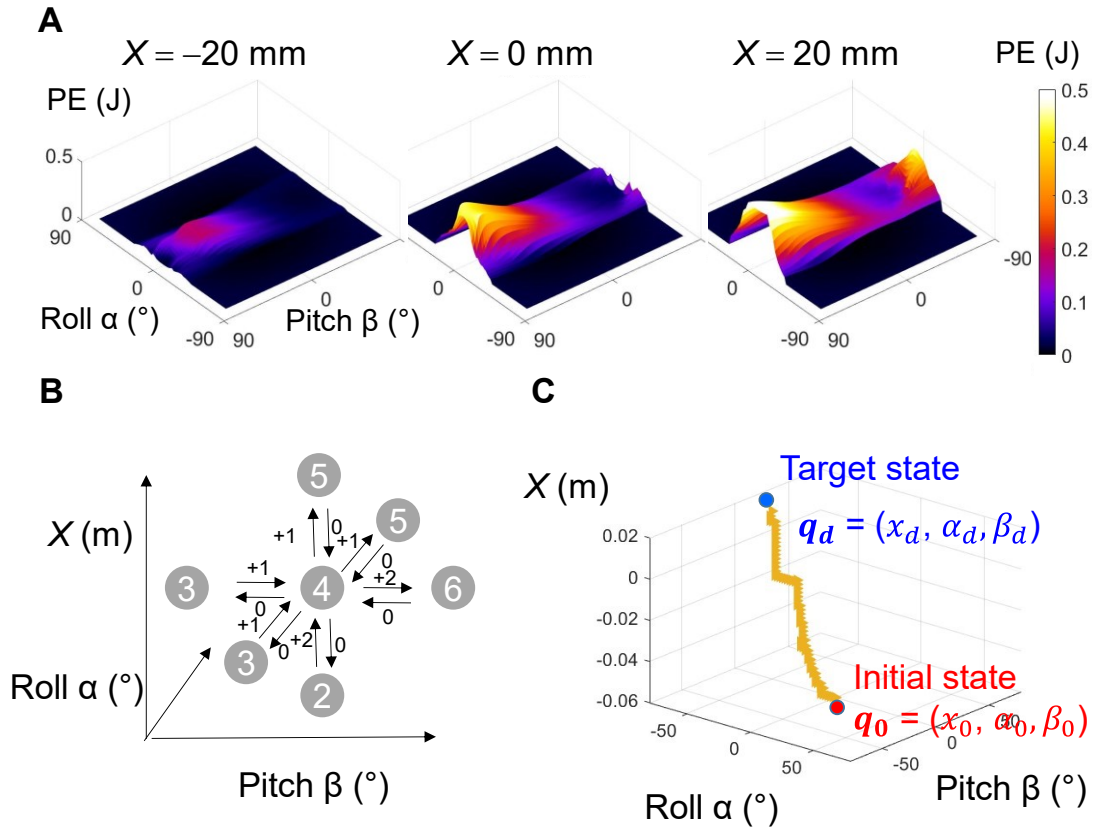 A
X = −20 mm
X = 0 mm
X = 20 mm
PE (J)
PE (J)
0.5
0
90
0
-90
90
0
Roll α (°)
Pitch β (°)
0
-90
90
0
0
-90
90
0
-90
0.5
0.4
0.3
0.2
0.1
0
B
X (m)
Roll α (°)
Pitch β (°)
5
5
+1
0
+1
0
3
+1
0
4
+2
0
6
+1
0
+2
0
3
2
C
X (m)
Target state
q_d = (x_d, α_d, β_d)
0.02
0
-0.02
-0.04
-0.06
Initial state
q_0 = (x_0, α_0, β_0)
-50
0
50
-50
0
50
Roll α (°)
Pitch β (°)